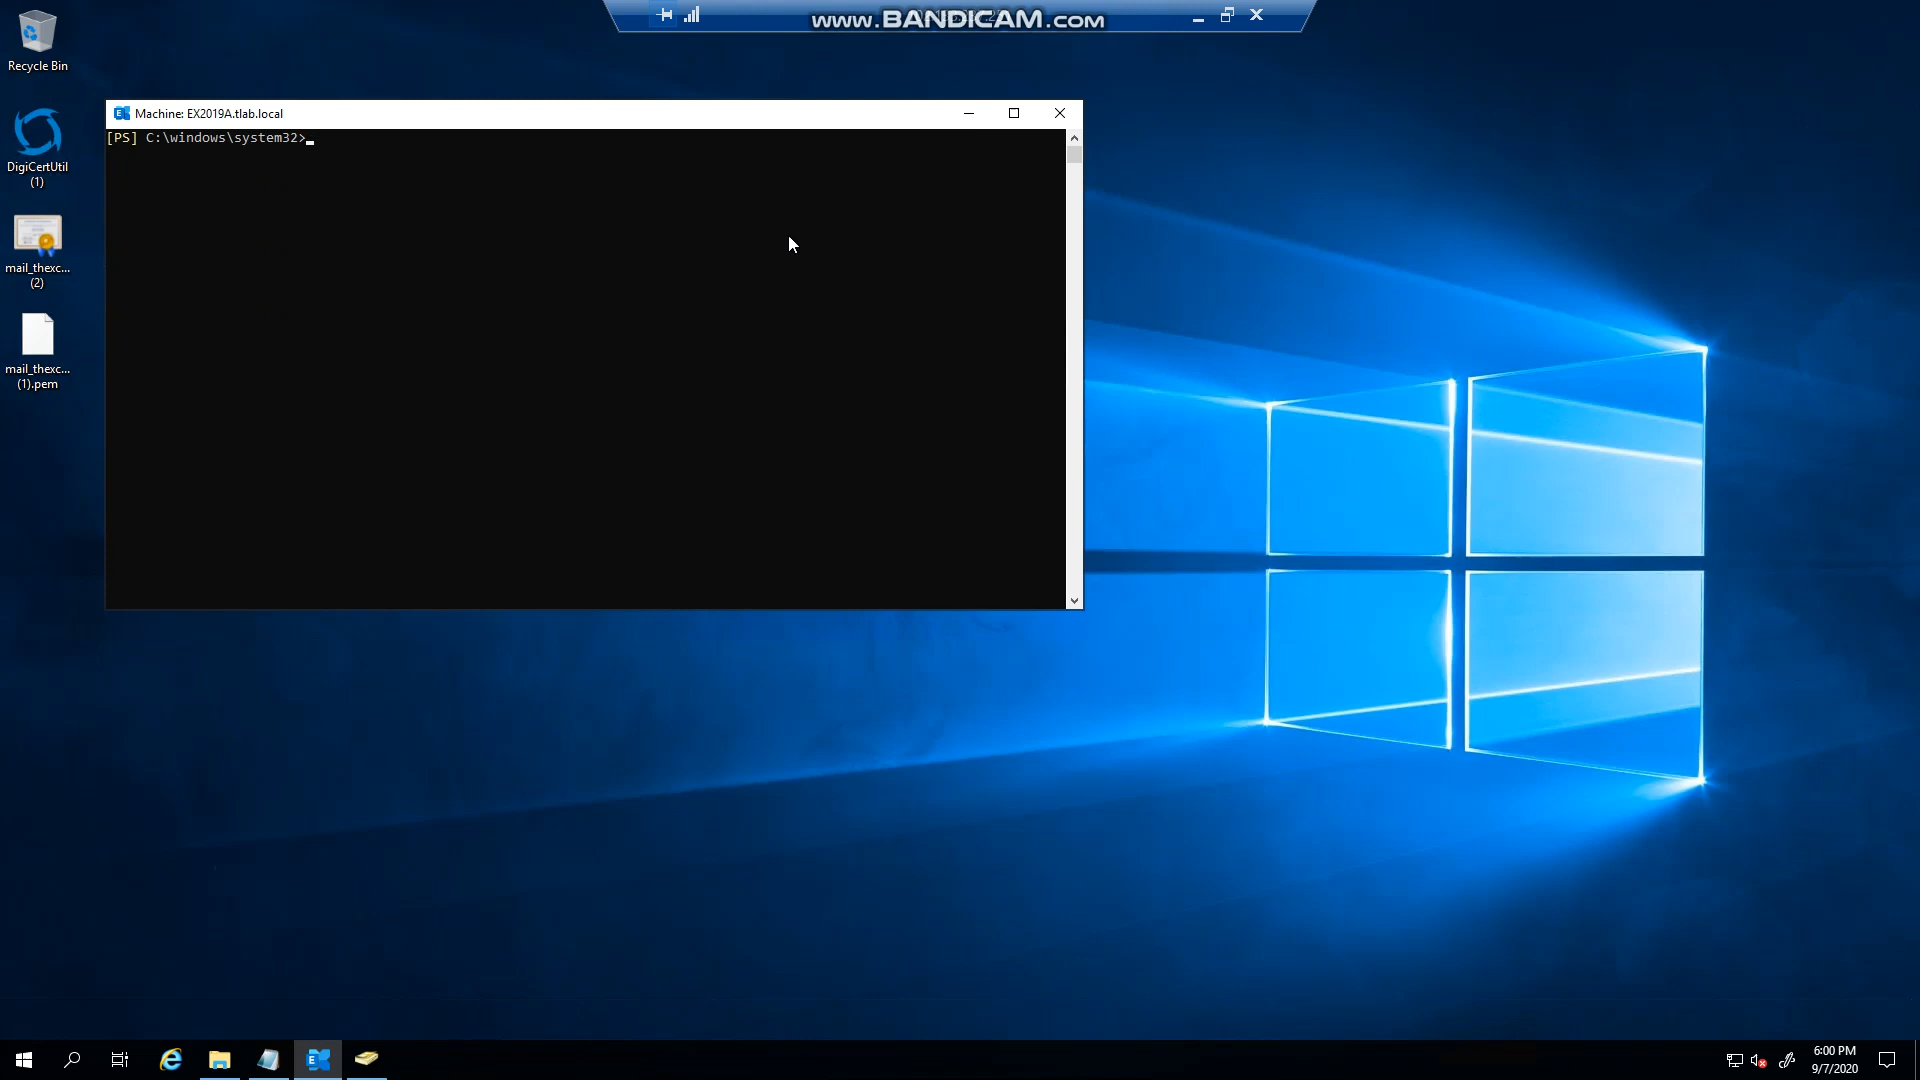 www.BANDICAM.com
Recycle Bin
DigiCertUtil
(1)
mail_thexc...
(2)
mail_thexc...
(1).pem
Machine: EX2019A.tlab.local
[PS] C:\windows\system32>
6:00 PM
9/7/2020